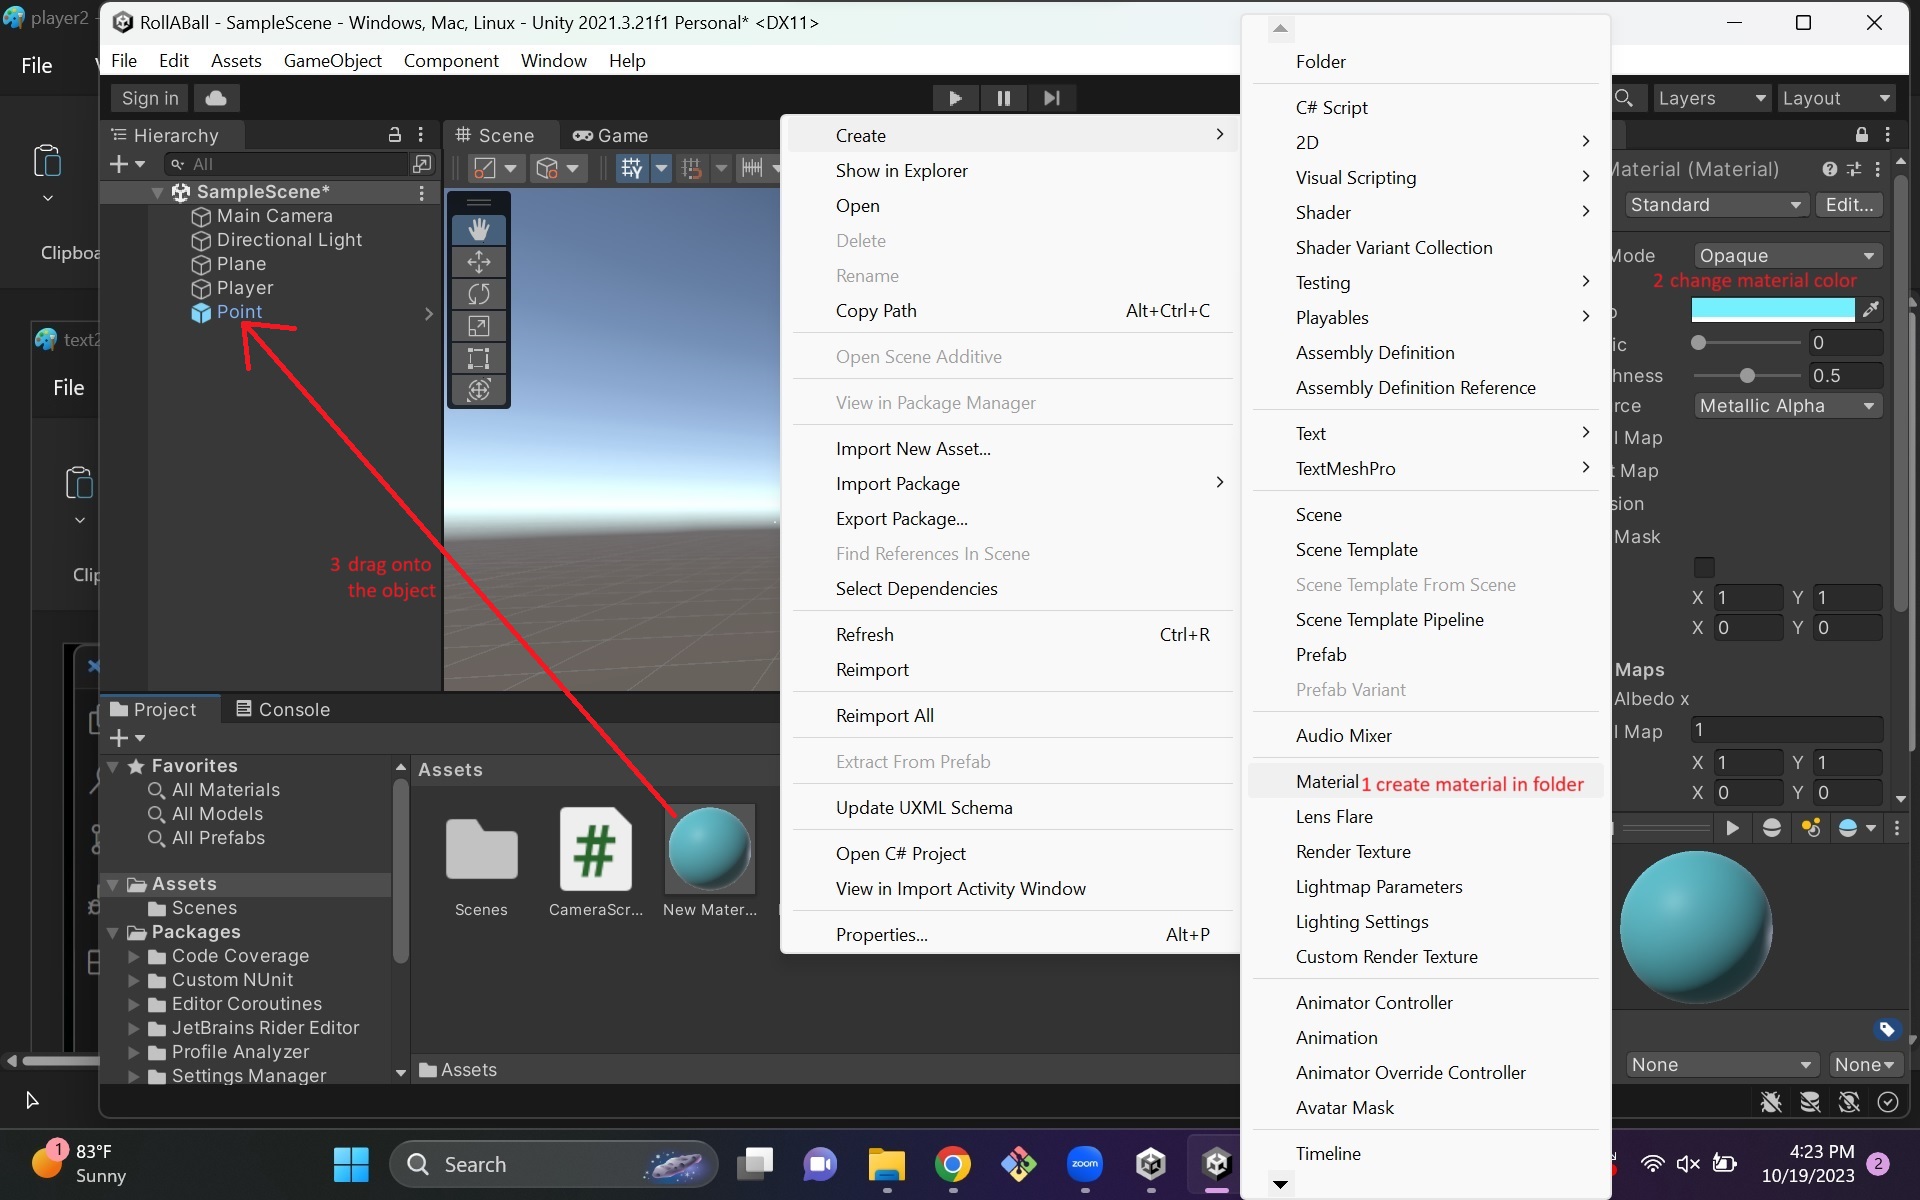 player2 -
File
Clipboa
text2
File
Clip
RollABall - SampleScene - Windows, Mac, Linux - Unity 2021.3.21f1 Personal* <DX11>
File Edit Assets GameObject Component Window Help
Sign in
Layers
Layout
Hierarchy
All
SampleScene*
Main Camera
Directional Light
Plane
Player
Point
Scene
Game
3 drag onto
the object
Create
Show in Explorer
Open
Delete
Rename
Copy Path Alt+Ctrl+C
Open Scene Additive
View in Package Manager
Import New Asset...
Import Package
Export Package...
Find References In Scene
Select Dependencies
Refresh Ctrl+R
Reimport
Reimport All
Extract From Prefab
Update UXML Schema
Open C# Project
View in Import Activity Window
Properties... Alt+P
Folder
C# Script
2D
Visual Scripting
Shader
Shader Variant Collection
Testing
Playables
Assembly Definition
Assembly Definition Reference
Text
TextMeshPro
Scene
Scene Template
Scene Template From Scene
Scene Template Pipeline
Prefab
Prefab Variant
Audio Mixer
Material 1 create material in folder
Lens Flare
Render Texture
Lightmap Parameters
Lighting Settings
Custom Render Texture
Animator Controller
Animation
Animator Override Controller
Avatar Mask
Timeline
Material (Material)
Standard Edit...
Mode Opaque
2 change material color
o
ic 0
hness 0.5
rce Metallic Alpha
l Map
t Map
sion
Mask
X 1 Y 1
X 0 Y 0
Maps
Albedo x
l Map 1
X 1 Y 1
X 0 Y 0
None None
Project
Console
Favorites
All Materials
All Models
All Prefabs
Assets
Scenes
Packages
Code Coverage
Custom NUnit
Editor Coroutines
JetBrains Rider Editor
Profile Analyzer
Settings Manager
Assets
Scenes CameraScr... New Mater...
Assets
1
83°F
Sunny
Search
zoom
4:23 PM
10/19/2023
2